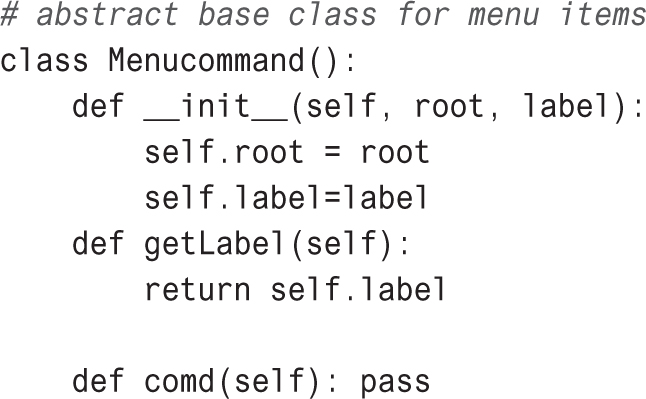 # abstract base class for menu items
class Menucommand():
    def __init__(self, root, label):
        self.root = root
        self.label=label
    def getLabel(self):
        return self.label

    def comd(self): pass